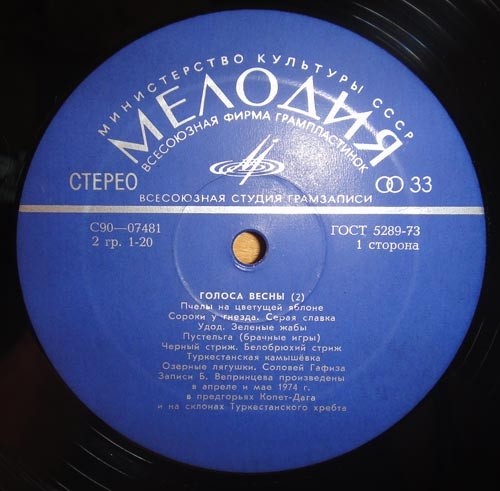 МИНИСТЕРСТВО КУЛЬТУРЫ СССР
МЕЛОДИЯ
ВСЕСОЮЗНАЯ ФИРМА ГРАМПЛАСТИНОК
СТЕРЕО
33
ВСЕСОЮЗНАЯ СТУДИЯ ГРАМЗАПИСИ
С90—07481
ГОСТ 5289-73
2 гр. 1-20
1 сторона
ГОЛОСА ВЕСНЫ (2)
Пчелы на цветущей яблоне
Сороки у гнезда. Серая славка
Удод. Зеленые жабы
Пустельга (брачные игры)
Черный стриж. Белобрюхий стриж
Туркестанская камышёвка
Озерные лягушки. Соловей Гафиза
Записи Б. Вепринцева произведены
в апреле и мае 1974 г.
в предгорьях Копет-Дага
и на склонах Туркестанского хребта